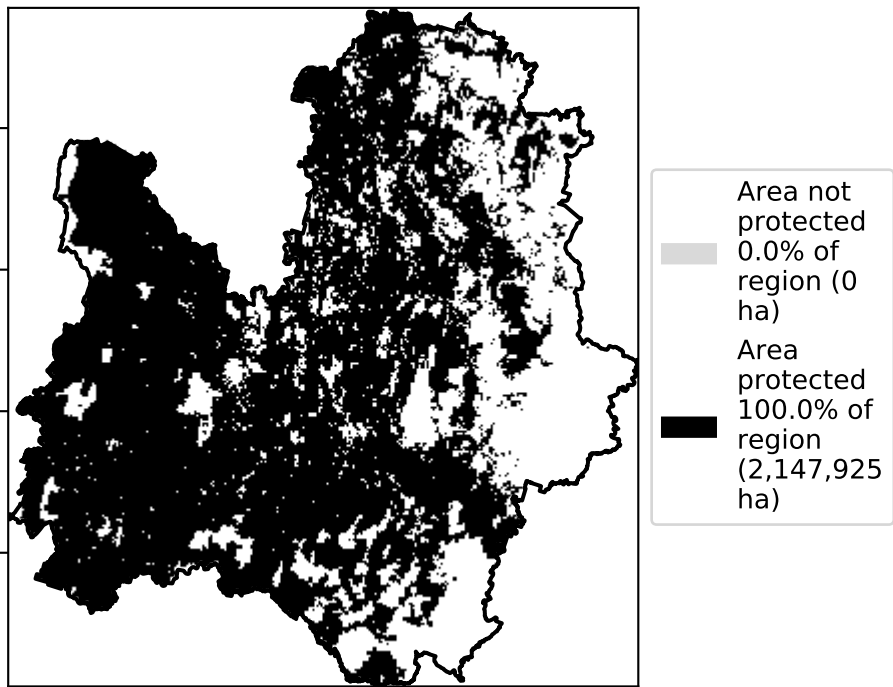 Area not
protected
0.0% of
region (0
ha)
Area
protected
100.0% of
region
(2,147,925
ha)